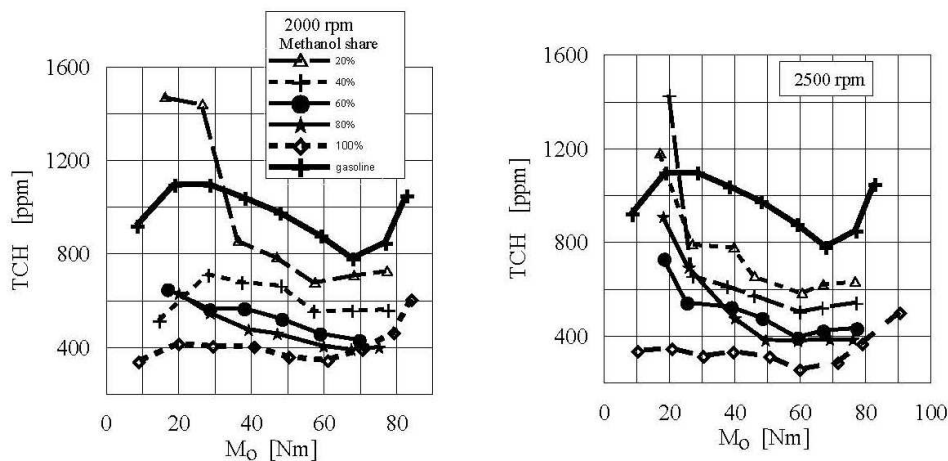 2000 rpm
Methanol share
20%
40%
60%
80%
100%
gasoline
1600
1200
800
400
TCH [ppm]
0 20 40 60 80
MO [Nm]
2500 rpm
1600
1200
800
400
TCH [ppm]
0 20 40 60 80 100
MO [Nm]